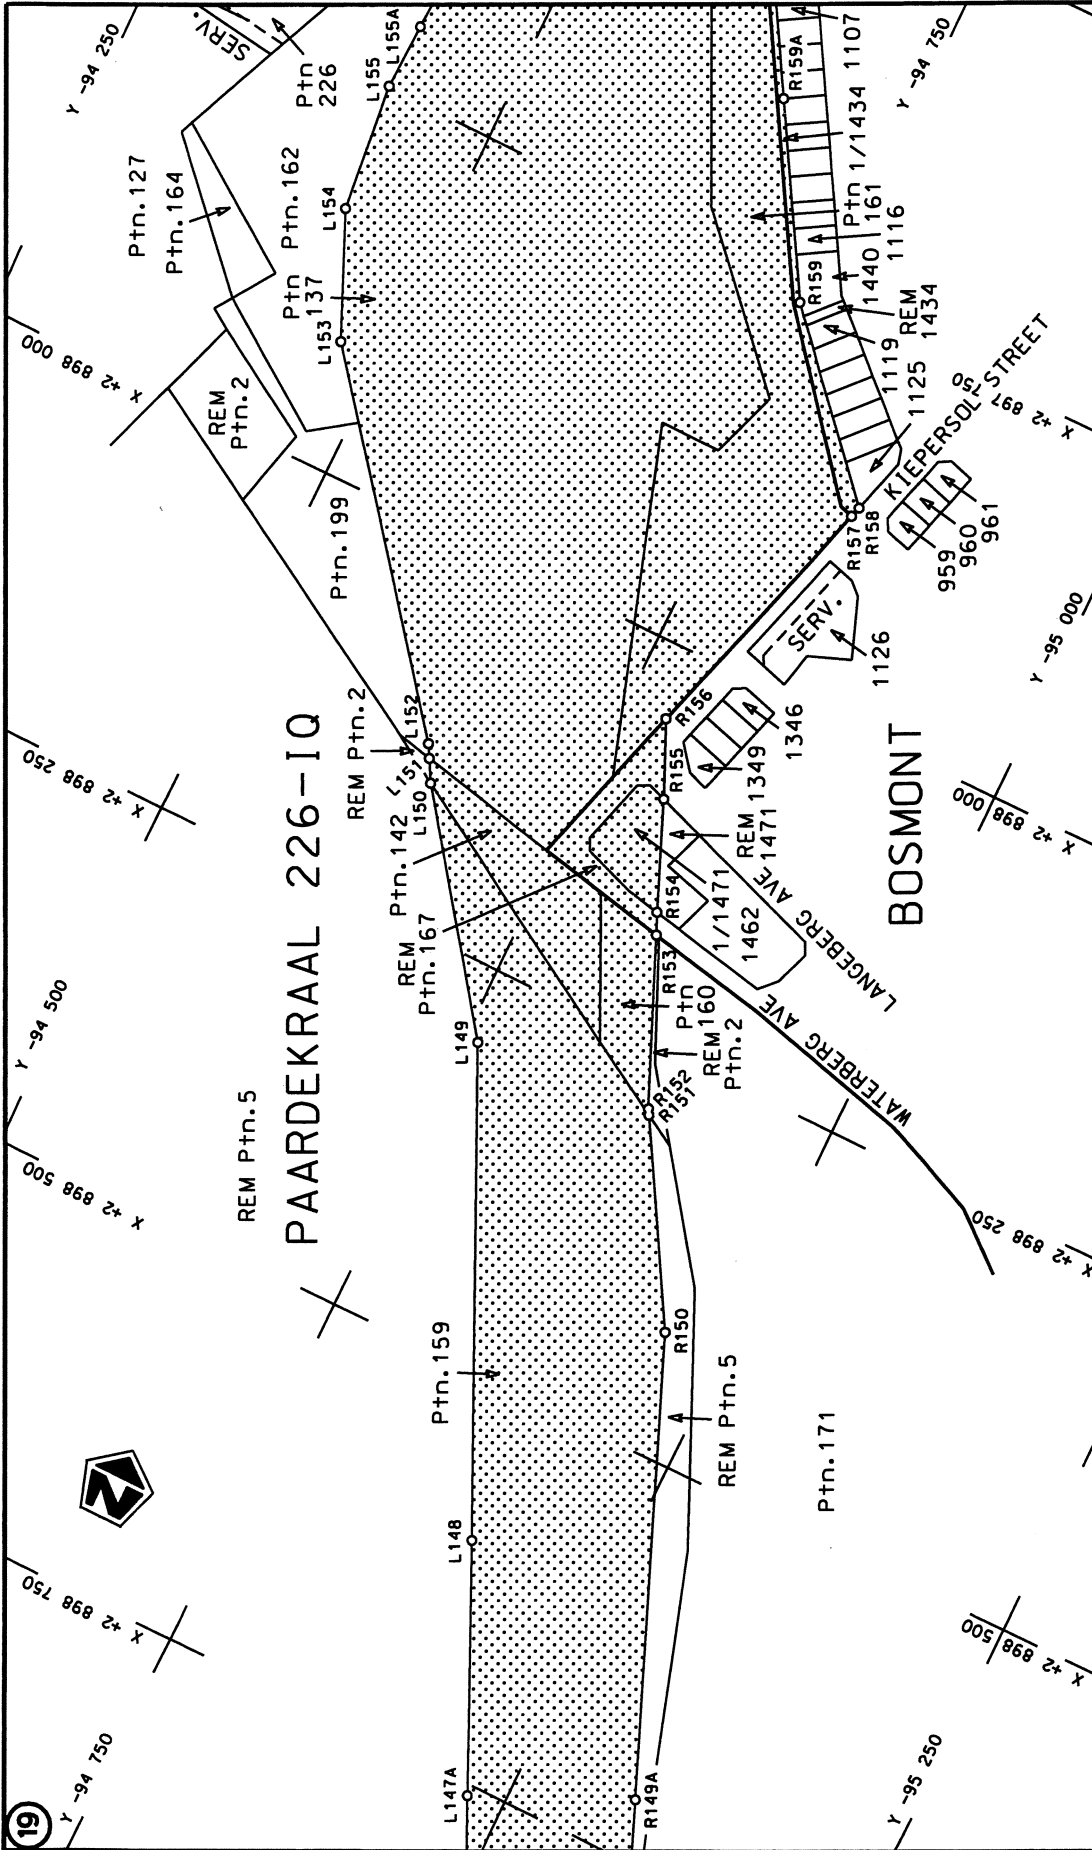 19
Y -94 750
X +2 898 750
N
L147A
L148
Ptn.159
REM Ptn.5
PAARDEKRAAL 226-IQ
X +2 898 500
Y -94 500
L149
REM
Ptn.167
Ptn.142
L150
L151
L152
REM Ptn.2
X +2 898 250
Ptn.199
REM
Ptn.2
X +2 898 000
L153
Ptn
137
Ptn.162
L154
Ptn.127
Ptn.164
L155
L155A
Ptn
226
SERV.
Y -94 250
R149A
R150
REM Ptn.5
Ptn.171
R151
R152
REM
Ptn.2
Ptn
160
R153
R154
1/1471
1462
REM
1471
R155
R156
1349
1346
WATERBERG AVE
LANGEBERG AVE
BOSMONT
SERV.
1126
R157
R158
KIEPERSOL STREET
959
960
961
1125
1119
REM
1434
R159
1440
1116
161
Ptn 1/1434
R159A
1107
Y -94 750
X +2 897 750
Y -95 000
X +2 898 000
X +2 898 250
X +2 898 500
Y -95 250